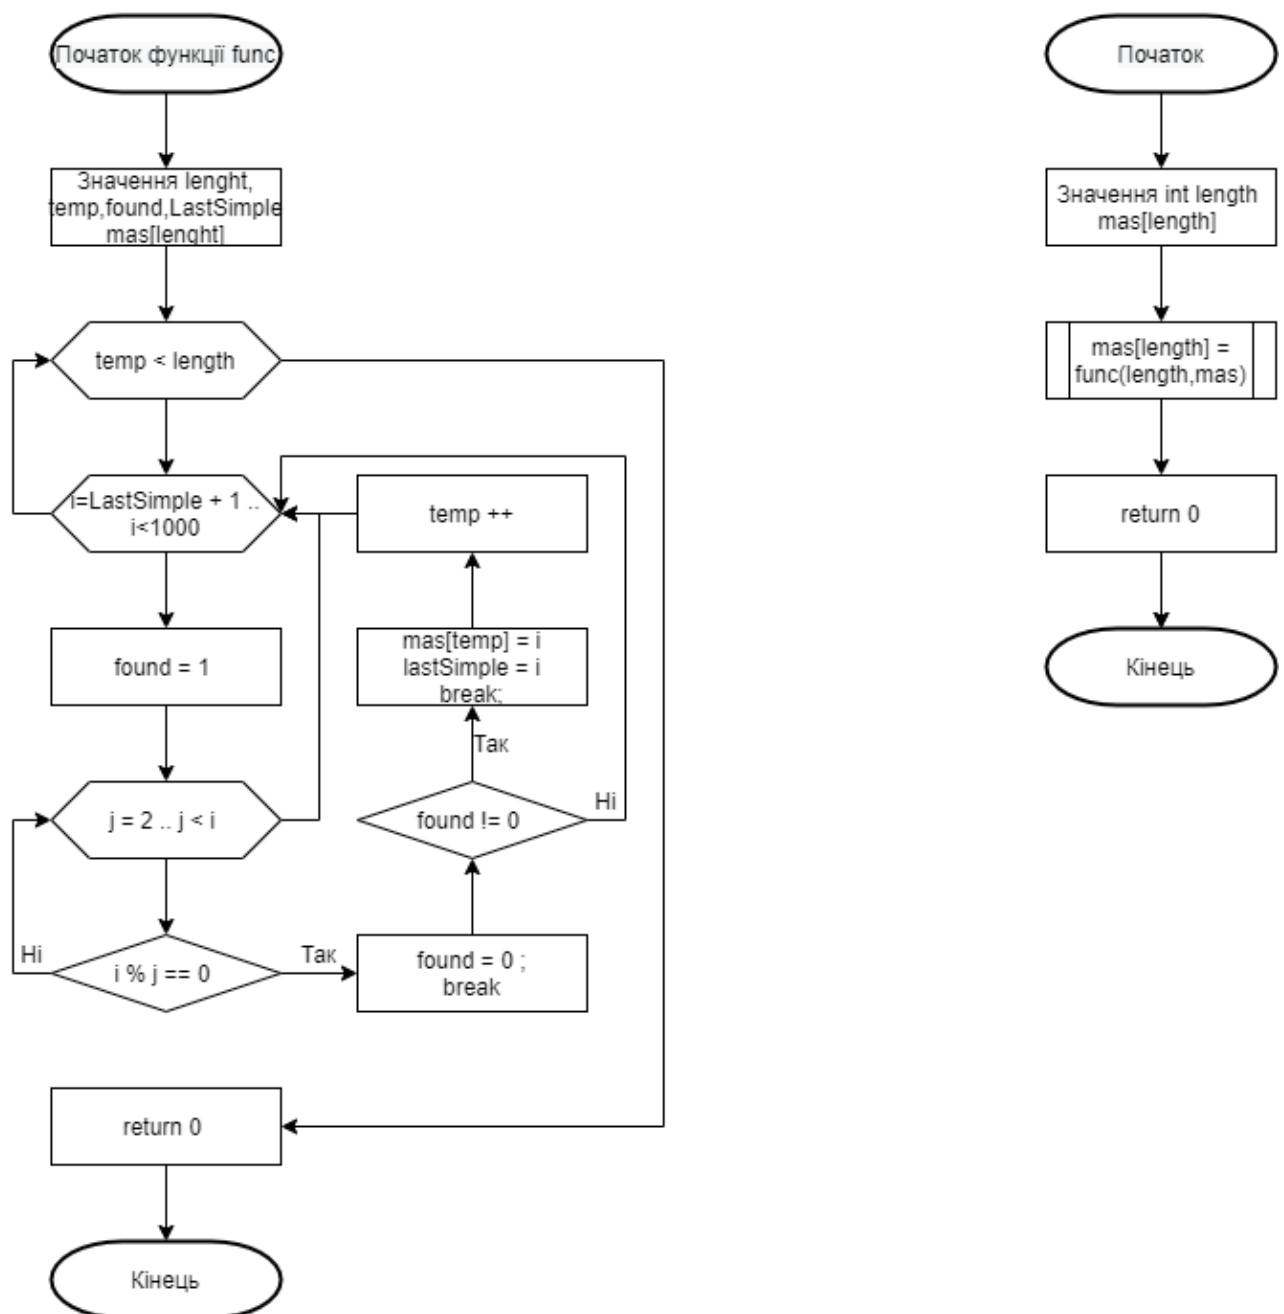 Початок функції func
Значення lenght,
temp,found,LastSimple
mas[lenght]
temp < length
i=LastSimple + 1 ..
i<1000
found = 1
j = 2 .. j < i
Ні
i % j == 0
Так
found = 0 ;
break
found != 0
Ні
Так
mas[temp] = i
lastSimple = i
break;
temp ++
return 0
Кінець
Початок
Значення int length
mas[length]
mas[length] =
func(length,mas)
return 0
Кінець